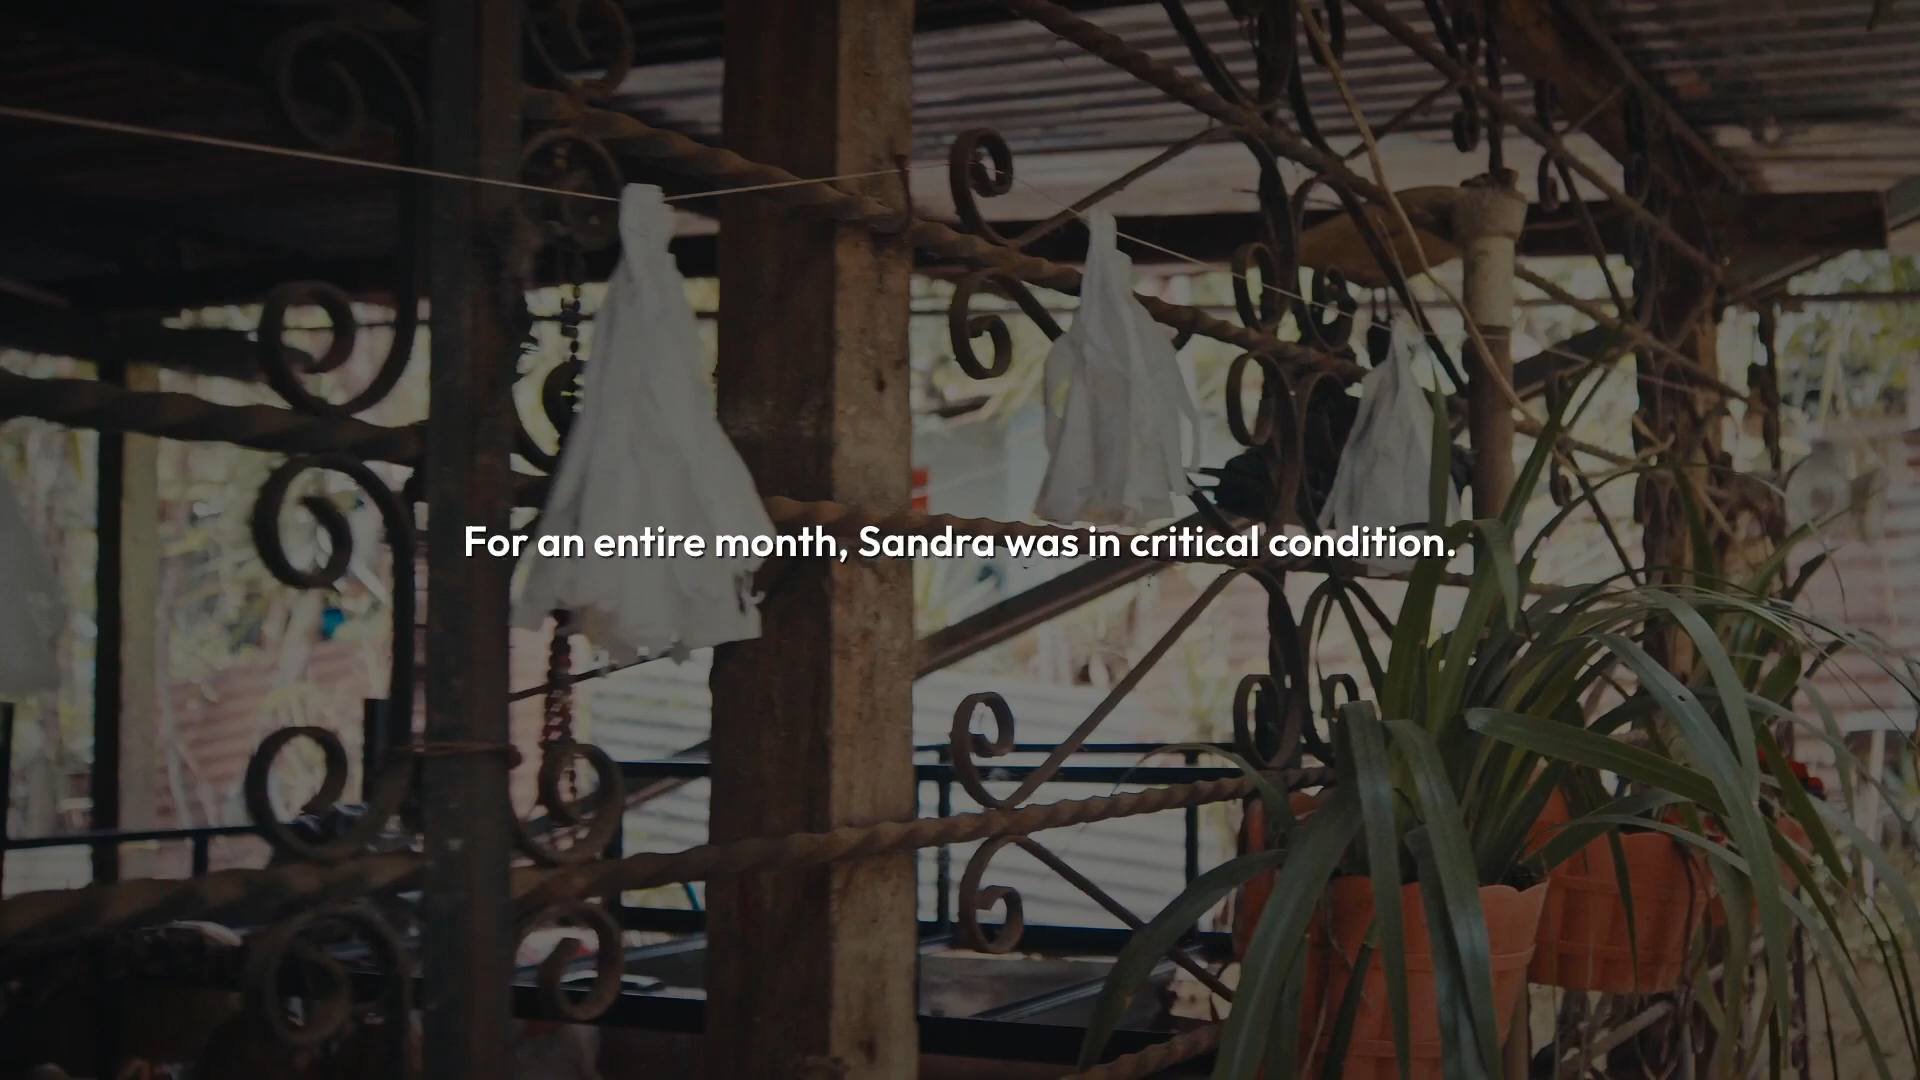 For an entire month, Sandra was in critical condition.